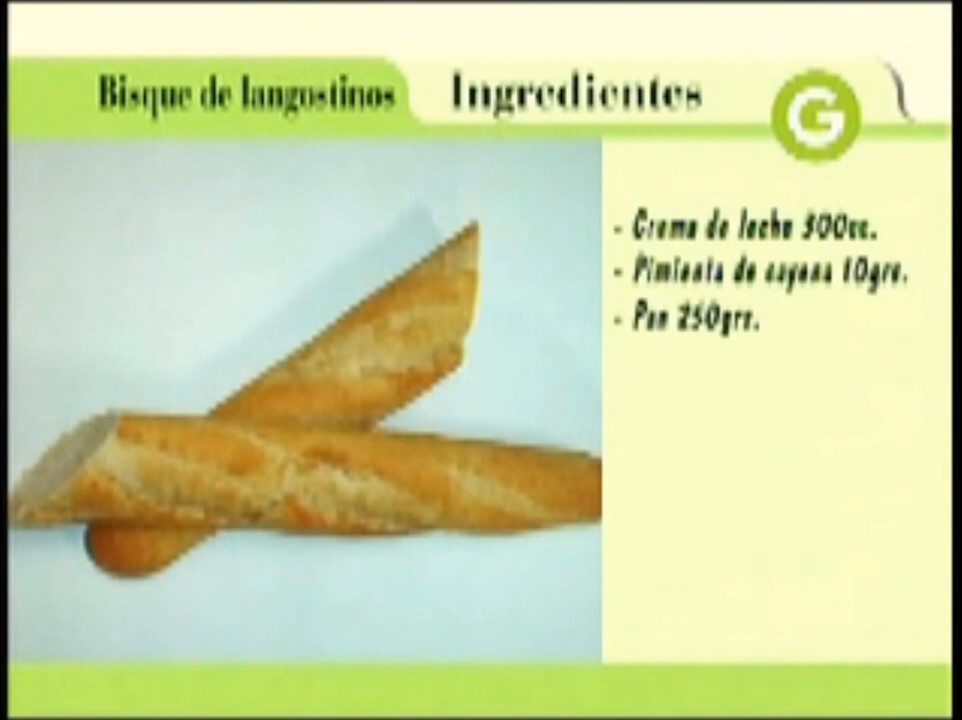 Bisque de langostinos
Ingredientes
G
- Crema de leche 300cc.
- Pimienta de cayena 10grs.
- Pan 250grs.